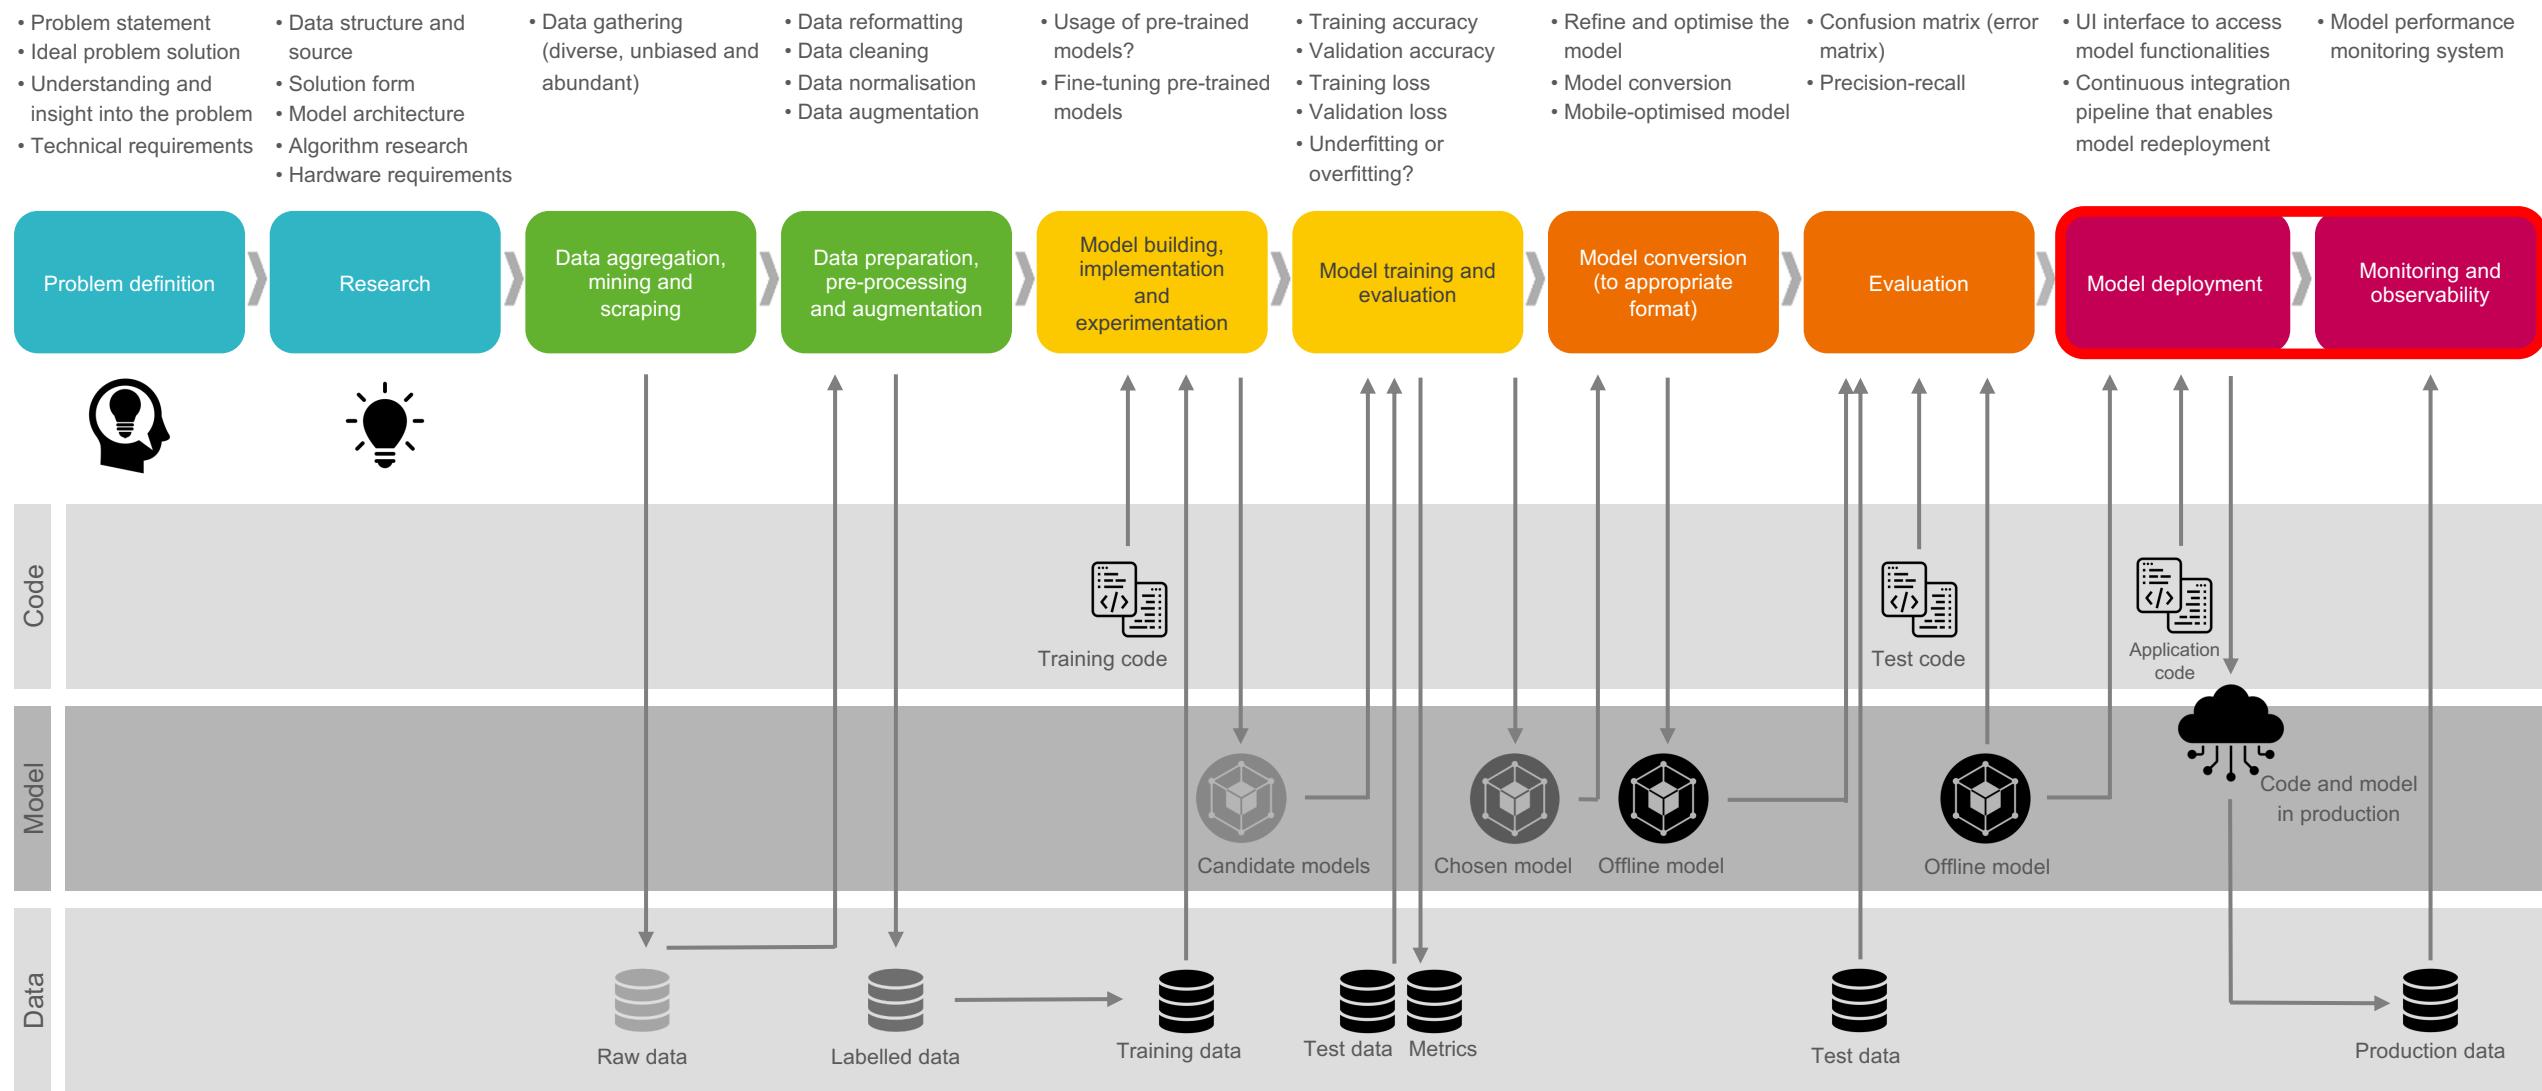 • Problem statement
• Ideal problem solution
• Understanding and
insight into the problem
• Technical requirements
• Data structure and
source
• Solution form
• Model architecture
• Algorithm research
• Hardware requirements
• Data gathering
(diverse, unbiased and
abundant)
• Data reformatting
• Data cleaning
• Data normalisation
• Data augmentation
• Usage of pre-trained
models?
• Fine-tuning pre-trained
models
• Training accuracy
• Validation accuracy
• Training loss
• Validation loss
• Underfitting or
overfitting?
• Refine and optimise the
model
• Model conversion
• Mobile-optimised model
• Confusion matrix (error
matrix)
• Precision-recall
• UI interface to access
model functionalities
• Continuous integration
pipeline that enables
model redeployment
• Model performance
monitoring system
Problem definition
Research
Data aggregation,
mining and
scraping
Data preparation,
pre-processing
and augmentation
Model building,
implementation
and
experimentation
Model training and
evaluation
Model conversion
(to appropriate
format)
Evaluation
Model deployment
Monitoring and
observability
Code
Training code
Test code
Application
code
Model
Candidate models
Chosen model
Offline model
Offline model
Code and model
in production
Data
Raw data
Labelled data
Training data
Test data
Metrics
Test data
Production data